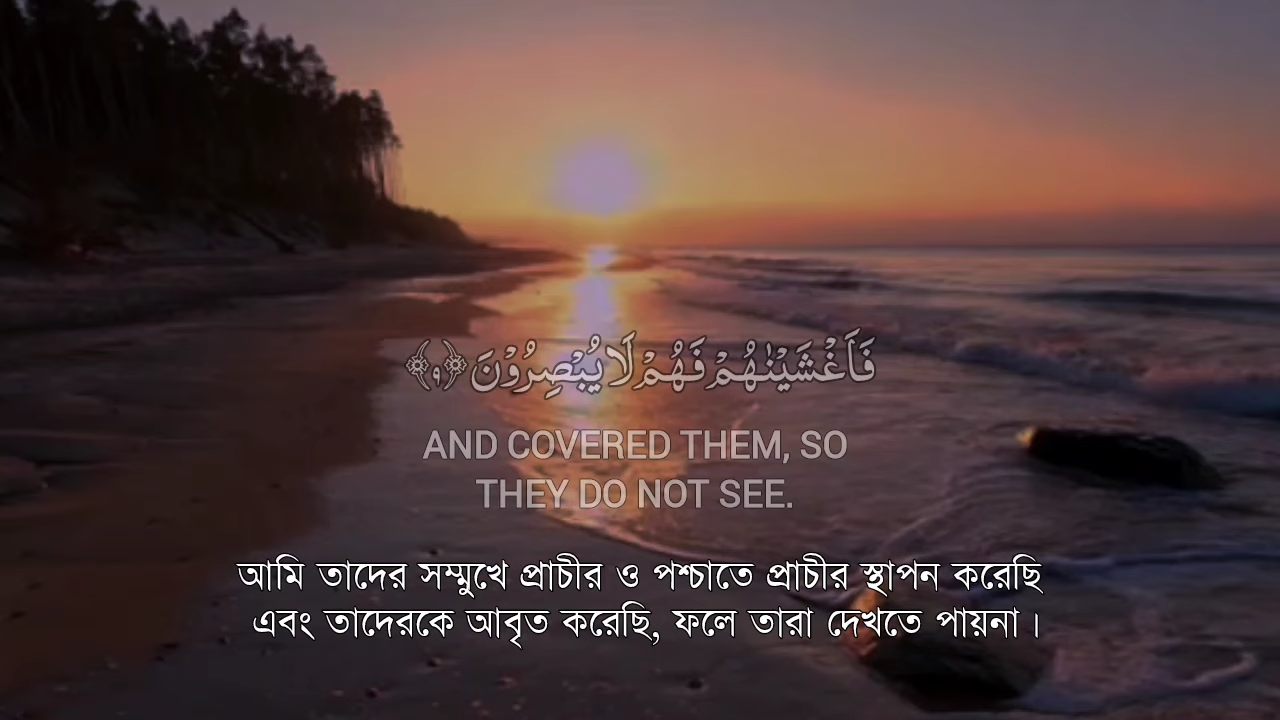 فَاَغْشَيْنٰهُمْ فَهُمْ لَا يُبْصِرُوْنَ ﴿٩﴾
AND COVERED THEM, SO
THEY DO NOT SEE.
আমি তাদের সম্মুখে প্রাচীর ও পশ্চাতে প্রাচীর স্থাপন করেছি
এবং তাদেরকে আবৃত করেছি, ফলে তারা দেখতে পায়না।